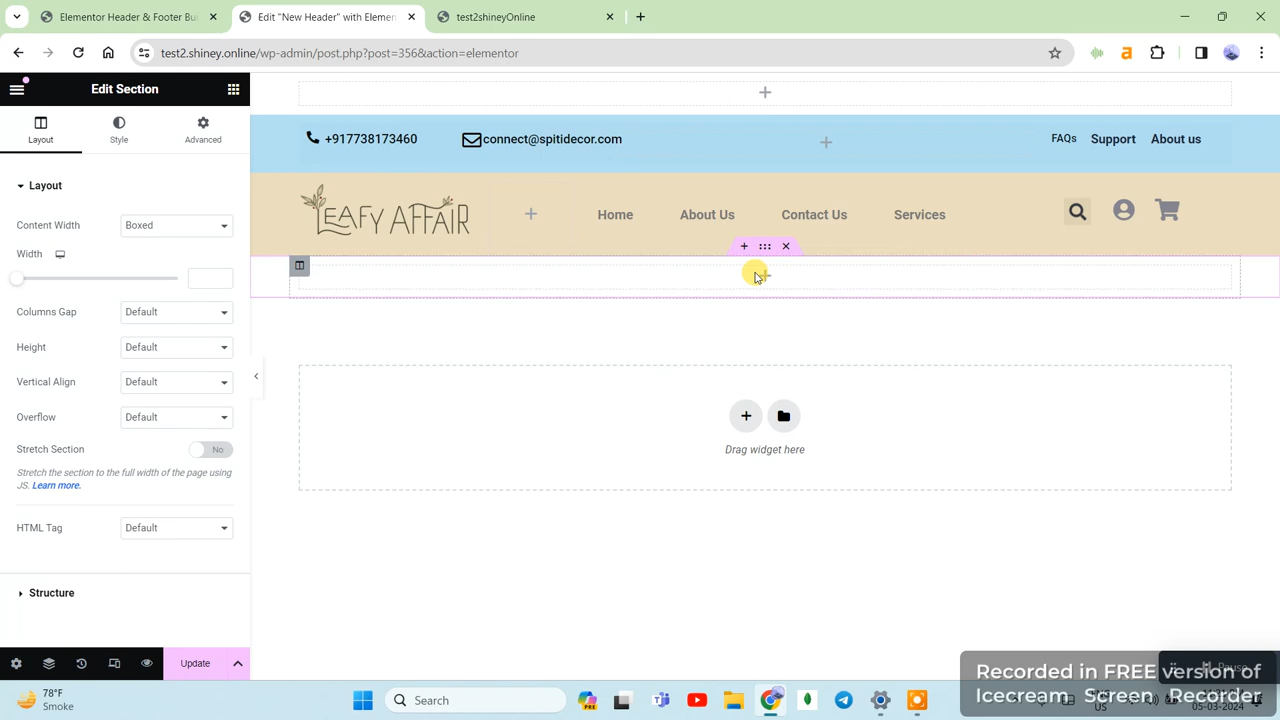 Elementor Header & Footer Bu
Edit "New Header" with Elemen
test2shineyOnline
test2.shiney.online/wp-admin/post.php?post=356&action=elementor
Edit Section
Layout
Style
Advanced
Layout
Content Width
Boxed
Width
Columns Gap
Default
Height
Default
Vertical Align
Default
Overflow
Default
Stretch Section
No
Stretch the section to the full width of the page using
JS. Learn more.
HTML Tag
Default
Structure
Update
+917738173460
connect@spitidecor.com
FAQs
Support
About us
LEAFY AFFAIR
Home
About Us
Contact Us
Services
Drag widget here
Recorded in FREE version of
Icecream Screen Recorder
Pause
78°F
Smoke
Search
US
05-03-2024